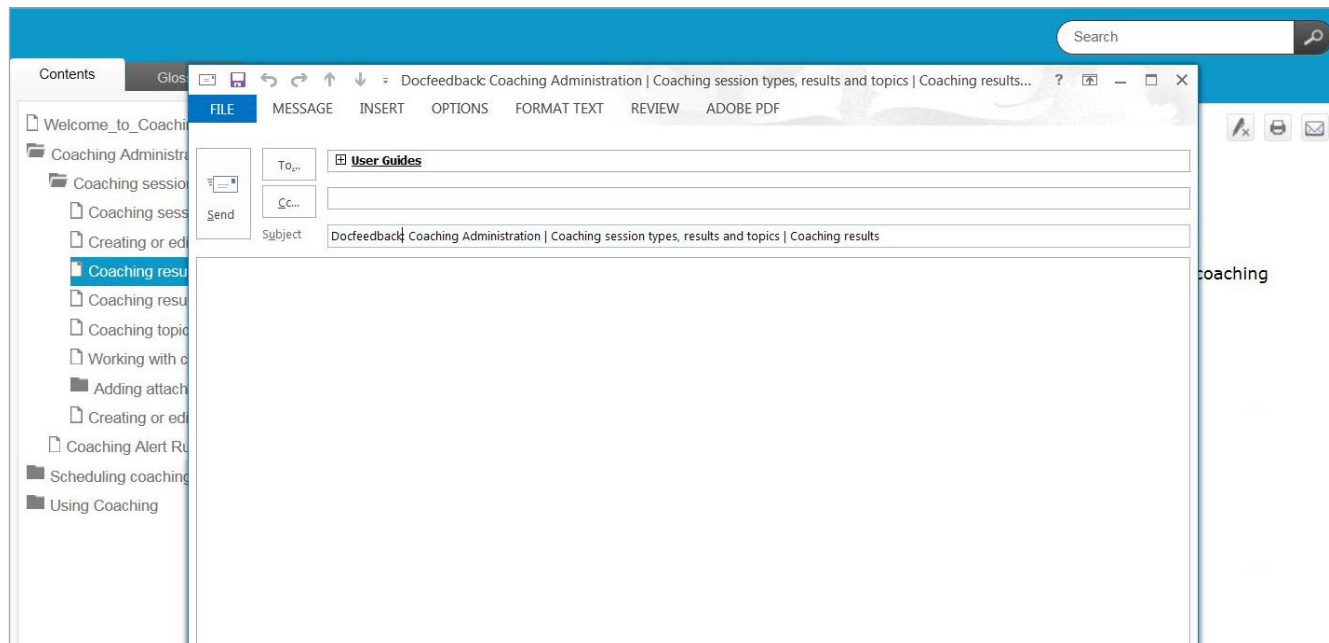 Search
Contents
Glos
Docfeedback: Coaching Administration | Coaching session types, results and topics | Coaching results...
FILE MESSAGE INSERT OPTIONS FORMAT TEXT REVIEW ADOBE PDF
Welcome_to_Coachi
Coaching Administra
Coaching session
Coaching sess
Creating or edi
Coaching resu
Coaching resu
Coaching topic
Working with c
Adding attach
Creating or edi
Coaching Alert Ru
Scheduling coaching
Using Coaching
Send
To...
User Guides
Cc...
Subject
Docfeedback: Coaching Administration | Coaching session types, results and topics | Coaching results
coaching